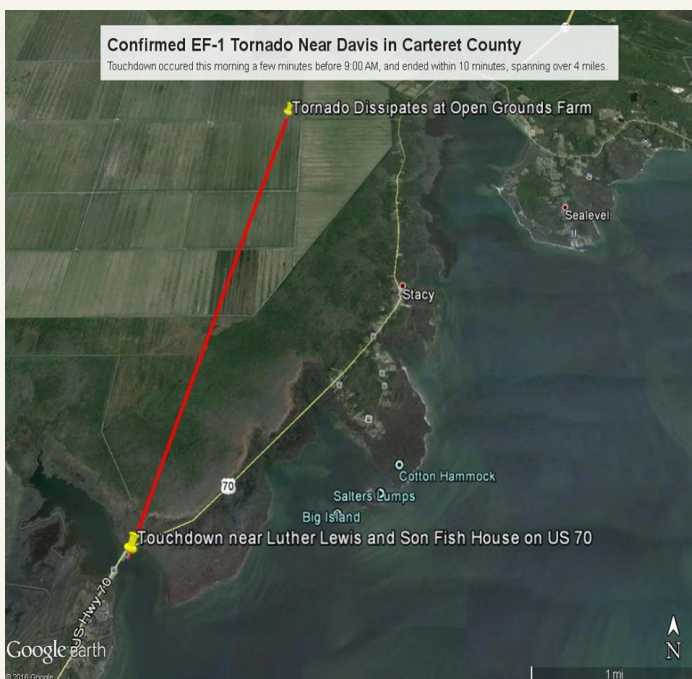 Confirmed EF-1 Tornado Near Davis in Carteret County
Touchdown occured this morning a few minutes before 9:00 AM, and ended within 10 minutes, spanning over 4 miles.
Tornado Dissipates at Open Grounds Farm
Sealevel
Stacy
70
Cotton Hammock
Salters Lumps
Big Island
Touchdown near Luther Lewis and Son Fish House on US 70
US Hwy 70
Google earth
© 2016 Google
N
1 mi